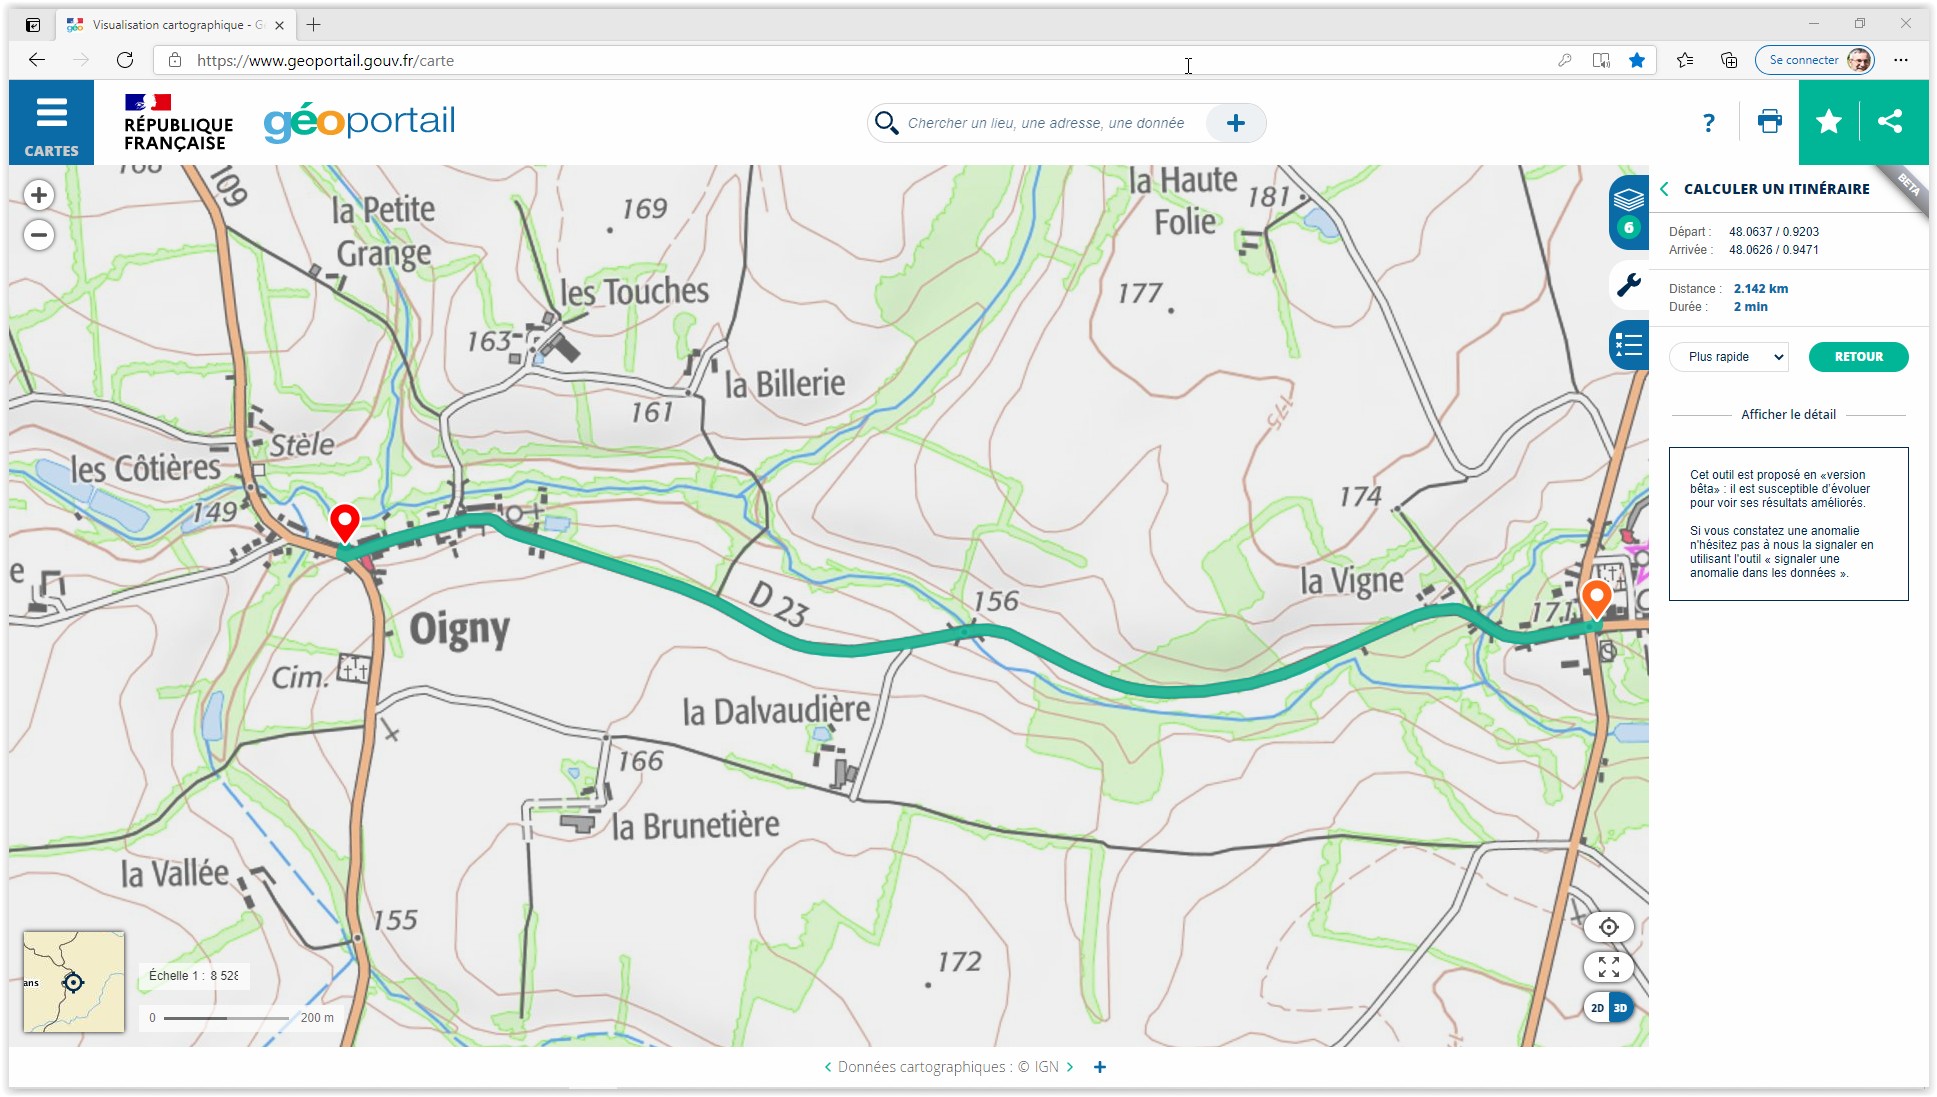 Visualisation cartographique - G
https://www.geoportail.gouv.fr/carte
Se connecter
CARTES
RÉPUBLIQUE
FRANÇAISE
géoportail
Chercher un lieu, une adresse, une donnée
?
109
la Petite
Grange
169
les Touches
163
la Billerie
161
la Haute
Folie
181
177
175
Stèle
les Côtières
149
174
e
Oigny
D 23
156
la Vigne
171
Cim.
la Dalvaudière
166
la Brunetière
la Vallée
155
172
ans
Échelle 1 : 8 528
0 200 m
2D 3D
6
BETA
CALCULER UN ITINÉRAIRE
Départ : 48.0637 / 0.9203
Arrivée : 48.0626 / 0.9471
Distance : 2.142 km
Durée : 2 min
Plus rapide
RETOUR
Afficher le détail
Cet outil est proposé en «version
bêta» : il est susceptible d'évoluer
pour voir ses résultats améliorés.
Si vous constatez une anomalie
n'hésitez pas à nous la signaler en
utilisant l'outil « signaler une
anomalie dans les données ».
Données cartographiques : © IGN